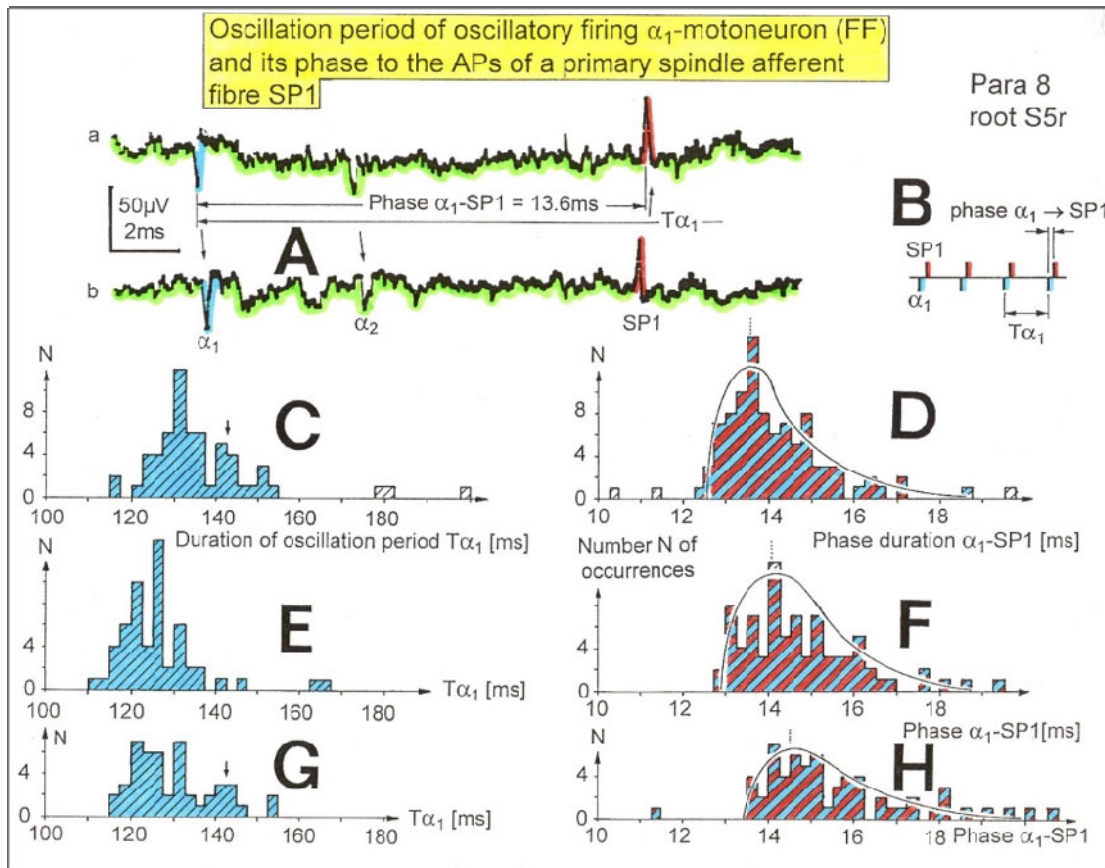 Oscillation period of oscillatory firing α₁-motoneuron (FF)
and its phase to the APs of a primary spindle afferent
fibre SP1
Para 8
root S5r
a
50µV
2ms
Phase α₁-SP1 = 13.6ms
Tα₁
A
b
α₁
α₂
SP1
B
phase α₁ → SP1
SP1
α₁
Tα₁
N
8
4
0
C
100 120 140 160 180
Duration of oscillation period Tα₁ [ms]
N
8
4
0
D
10 12 14 16 18
Phase duration α₁-SP1 [ms]
N
4
0
E
100 120 140 160 180
Tα₁ [ms]
Number N of
occurrences
4
0
F
10 12 14 16 18
Phase α₁-SP1[ms]
N
4
0
G
100 120 140 160 180
Tα₁ [ms]
4
0
H
10 12 14 16 18
Phase α₁-SP1